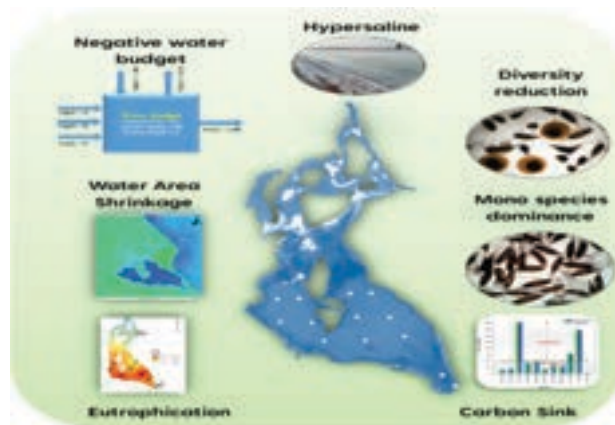 Hypersaline
Negative water
budget
Diversity
reduction
Water Area
Shrinkage
Mono species
dominance
Eutrophication
Carbon Sink